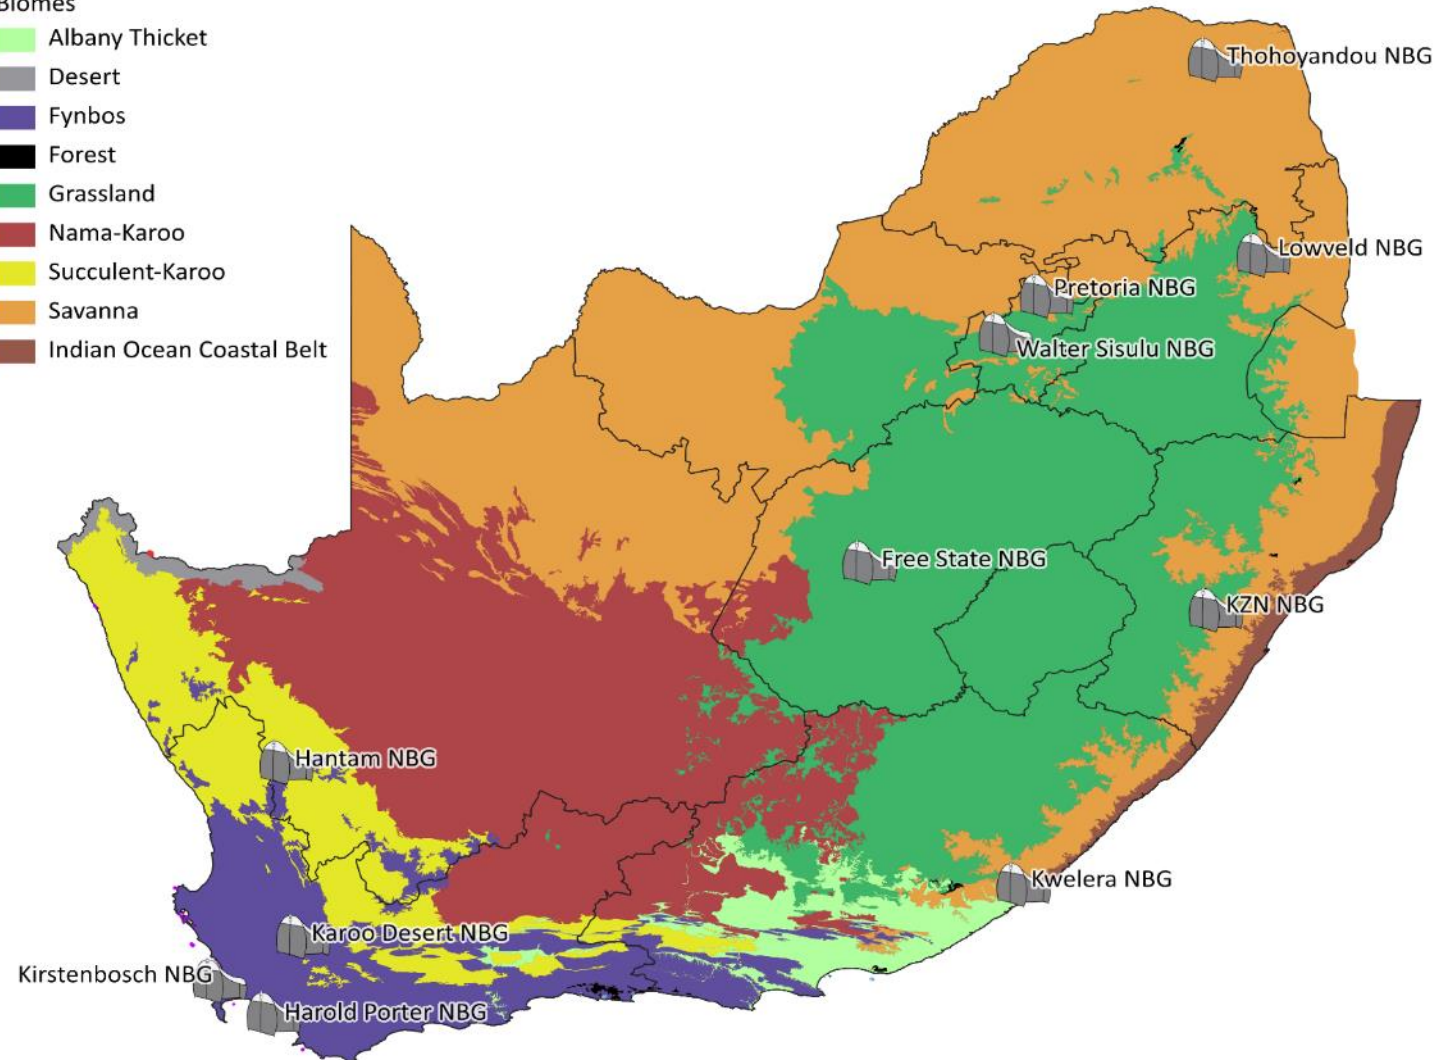 Biomes
Albany Thicket
Desert
Fynbos
Forest
Grassland
Nama-Karoo
Succulent-Karoo
Savanna
Indian Ocean Coastal Belt
Thohoyandou NBG
Lowveld NBG
Pretoria NBG
Walter Sisulu NBG
Free State NBG
KZN NBG
Hantam NBG
Kwelera NBG
Karoo Desert NBG
Kirstenbosch NBG
Harold Porter NBG